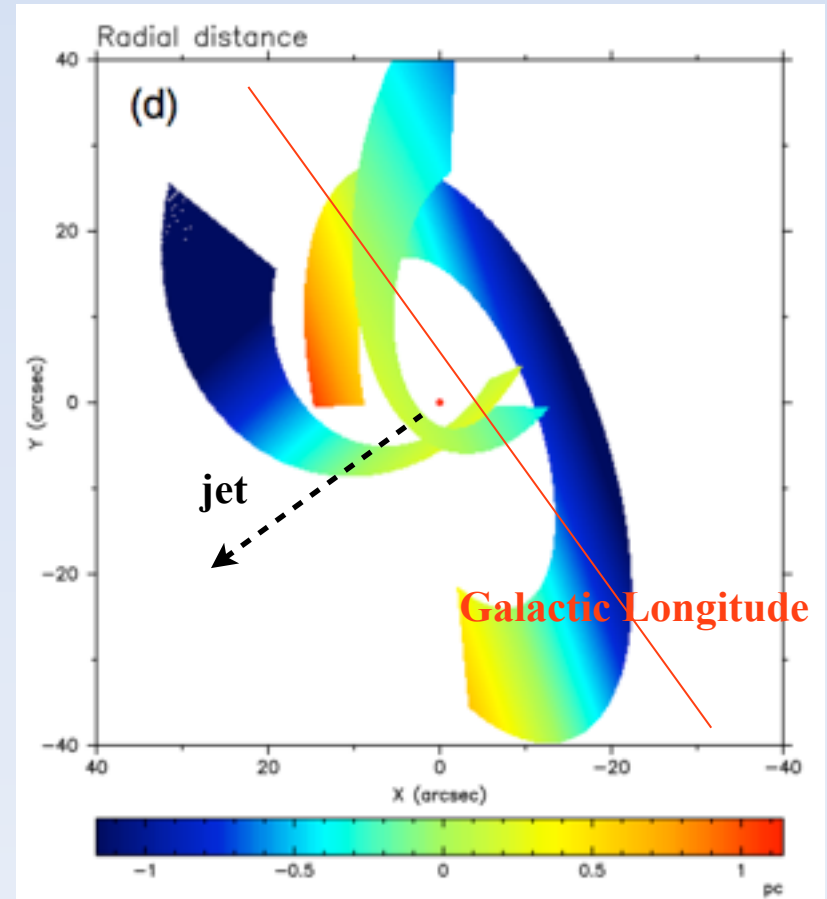 Radial distance
40
(d)
20
0
Y (arcsec)
jet
−20
Galactic Longitude
−40
40 20 0 −20 −40
X (arcsec)
−1 −0.5 0 0.5 1
pc